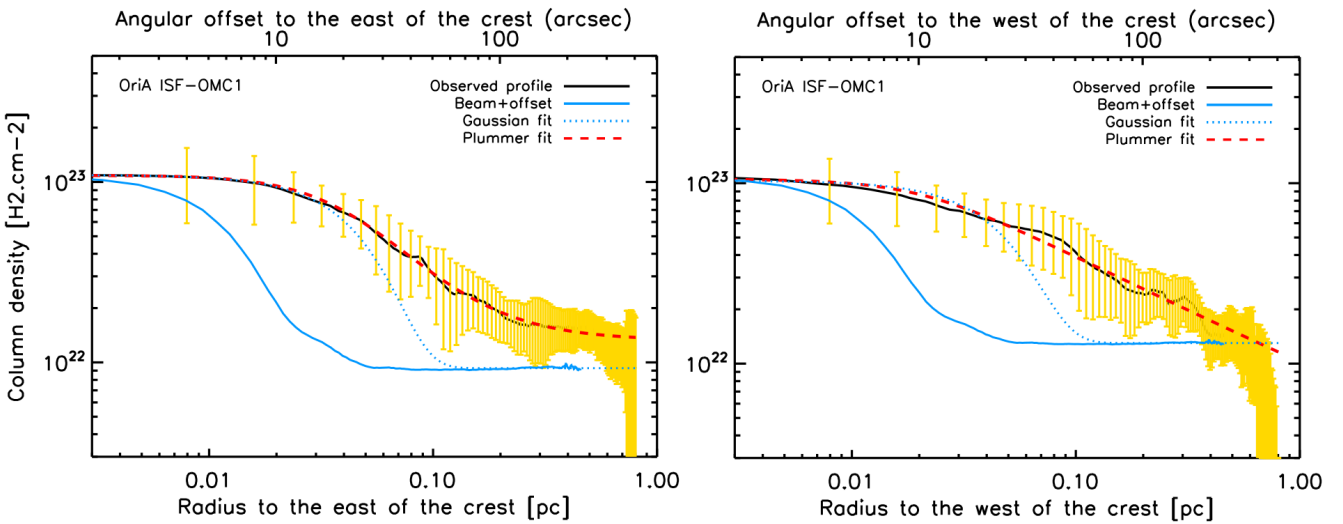 Angular offset to the east of the crest (arcsec)
10 100
OriA ISF-OMC1
Observed profile
Beam+offset
Gaussian fit
Plummer fit
Column density [H2.cm-2]
10^23
10^22
0.01 0.10 1.00
Radius to the east of the crest [pc]
Angular offset to the west of the crest (arcsec)
10 100
OriA ISF-OMC1
Observed profile
Beam+offset
Gaussian fit
Plummer fit
10^23
10^22
0.01 0.10 1.00
Radius to the west of the crest [pc]